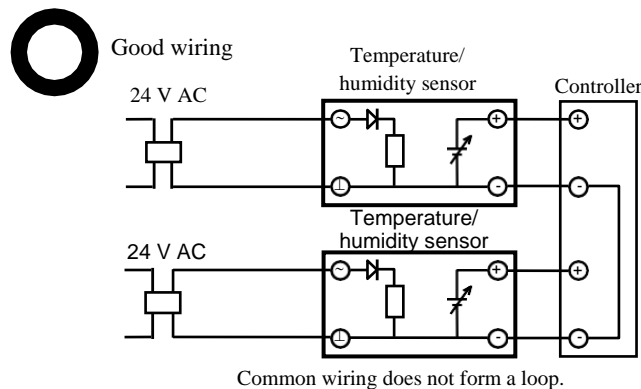 Good wiring
Temperature/
humidity sensor
Controller
24 V AC
~
+
+
⊥
-
-
Temperature/
humidity sensor
24 V AC
~
+
+
⊥
-
-
Common wiring does not form a loop.